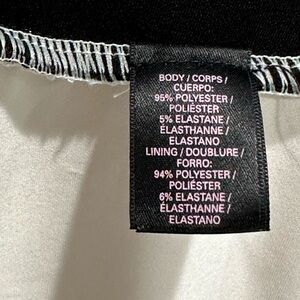 BODY / CORPS /
CUERPO:
95% POLYESTER /
POLIÉSTER
5% ELASTANE /
ÉLASTHANNE /
ELASTANO
LINING / DOUBLURE /
FORRO:
94% POLYESTER /
POLIÉSTER
6% ELASTANE /
ÉLASTHANNE /
ELASTANO